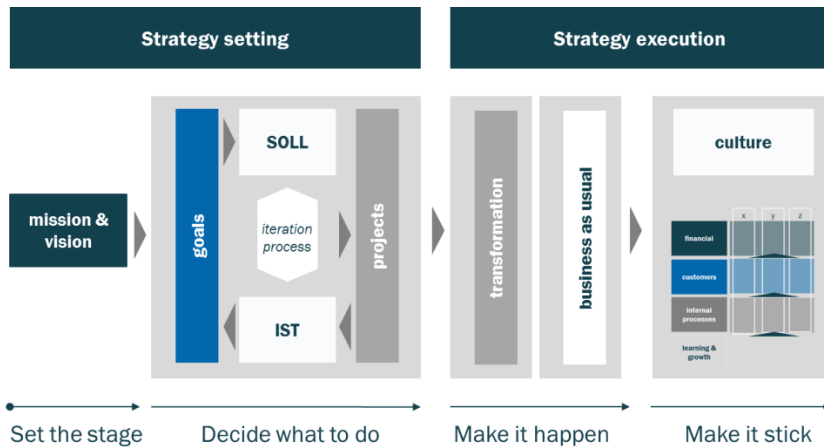 Strategy setting
Strategy execution
mission &
vision
goals
SOLL
iteration
process
IST
projects
transformation
business as usual
culture
x y z
financial
customers
internal
processes
learning &
growth
Set the stage
Decide what to do
Make it happen
Make it stick